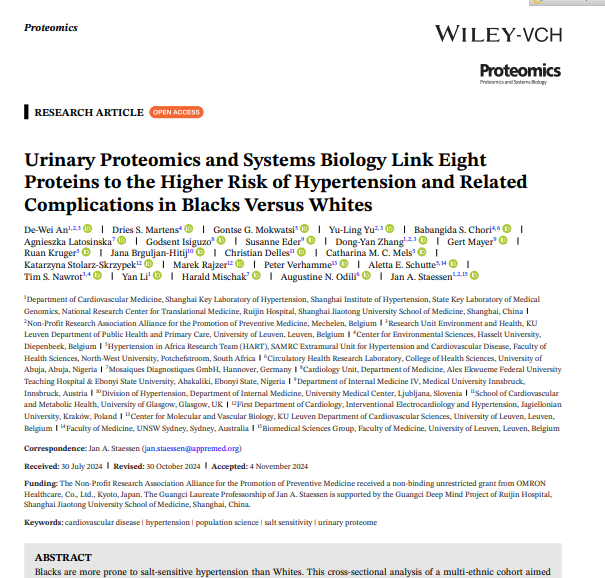 Proteomics
WILEY-VCH
Proteomics
Proteomics and Systems Biology
RESEARCH ARTICLE OPEN ACCESS
Urinary Proteomics and Systems Biology Link Eight
Proteins to the Higher Risk of Hypertension and Related
Complications in Blacks Versus Whites
De-Wei An1,2,3 | Dries S. Martens4 | Gontse G. Mokwatsi5 | Yu-Ling Yu2,3 | Babangida S. Chori4,6 |
Agnieszka Latosinska7 | Godsent Isiguzo8 | Susanne Eder9 | Dong-Yan Zhang1,2,3 | Gert Mayer9 |
Ruan Kruger5 | Jana Brguljan-Hitij10 | Christian Delles11 | Catharina M. C. Mels5 |
Katarzyna Stolarz-Skrzypek12 | Marek Rajzer12 | Peter Verhamme13 | Aletta E. Schutte5,14 |
Tim S. Nawrot3,4 | Yan Li1 | Harald Mischak7 | Augustine N. Odili6 | Jan A. Staessen1,2,15
1Department of Cardiovascular Medicine, Shanghai Key Laboratory of Hypertension, Shanghai Institute of Hypertension, State Key Laboratory of Medical
Genomics, National Center for Translational Medicine, Ruijin Hospital, Shanghai Jiaotong University School of Medicine, Shanghai, China |
2Non-Profit Research Association Alliance for the Promotion of Preventive Medicine, Mechelen, Belgium | 3Research Unit Environment and Health, KU
Leuven Department of Public Health and Primary Care, University of Leuven, Leuven, Belgium | 4Center for Environmental Sciences, Hasselt University,
Diepenbeek, Belgium | 5Hypertension in Africa Research Team (HART), SAMRC Extramural Unit for Hypertension and Cardiovascular Disease, Faculty of
Health Sciences, North-West University, Potchefstroom, South Africa | 6Circulatory Health Research Laboratory, College of Health Sciences, University of
Abuja, Abuja, Nigeria | 7Mosaiques Diagnostics GmbH, Hannover, Germany | 8Cardiology Unit, Department of Medicine, Alex Ekwueme Federal University
Teaching Hospital & Ebonyi State University, Abakaliki, Ebonyi State, Nigeria | 9Department of Internal Medicine IV, Medical University Innsbruck,
Innsbruck, Austria | 10Division of Hypertension, Department of Internal Medicine, University Medical Center, Ljubljana, Slovenia | 11School of Cardiovascular
and Metabolic Health, University of Glasgow, Glasgow, UK | 12First Department of Cardiology, Interventional Electrocardiology and Hypertension, Jagiellonian
University, Kraków, Poland | 13Center for Molecular and Vascular Biology, KU Leuven Department of Cardiovascular Sciences, University of Leuven, Leuven,
Belgium | 14Faculty of Medicine, UNSW Sydney, Sydney, Australia | 15Biomedical Sciences Group, Faculty of Medicine, University of Leuven, Leuven, Belgium
Correspondence: Jan A. Staessen (jan.staessen@appremed.org)
Received: 30 July 2024 | Revised: 30 October 2024 | Accepted: 4 November 2024
Funding: The Non-Profit Research Association Alliance for the Promotion of Preventive Medicine received a non-binding unrestricted grant from OMRON
Healthcare, Co., Ltd., Kyoto, Japan. The Guangci Laureate Professorship of Jan A. Staessen is supported by the Guangci Deep Mind Project of Ruijin Hospital,
Shanghai Jiaotong University School of Medicine, Shanghai, China.
Keywords: cardiovascular disease | hypertension | population science | salt sensitivity | urinary proteome
ABSTRACT
Blacks are more prone to salt-sensitive hypertension than Whites. This cross-sectional analysis of a multi-ethnic cohort aimed